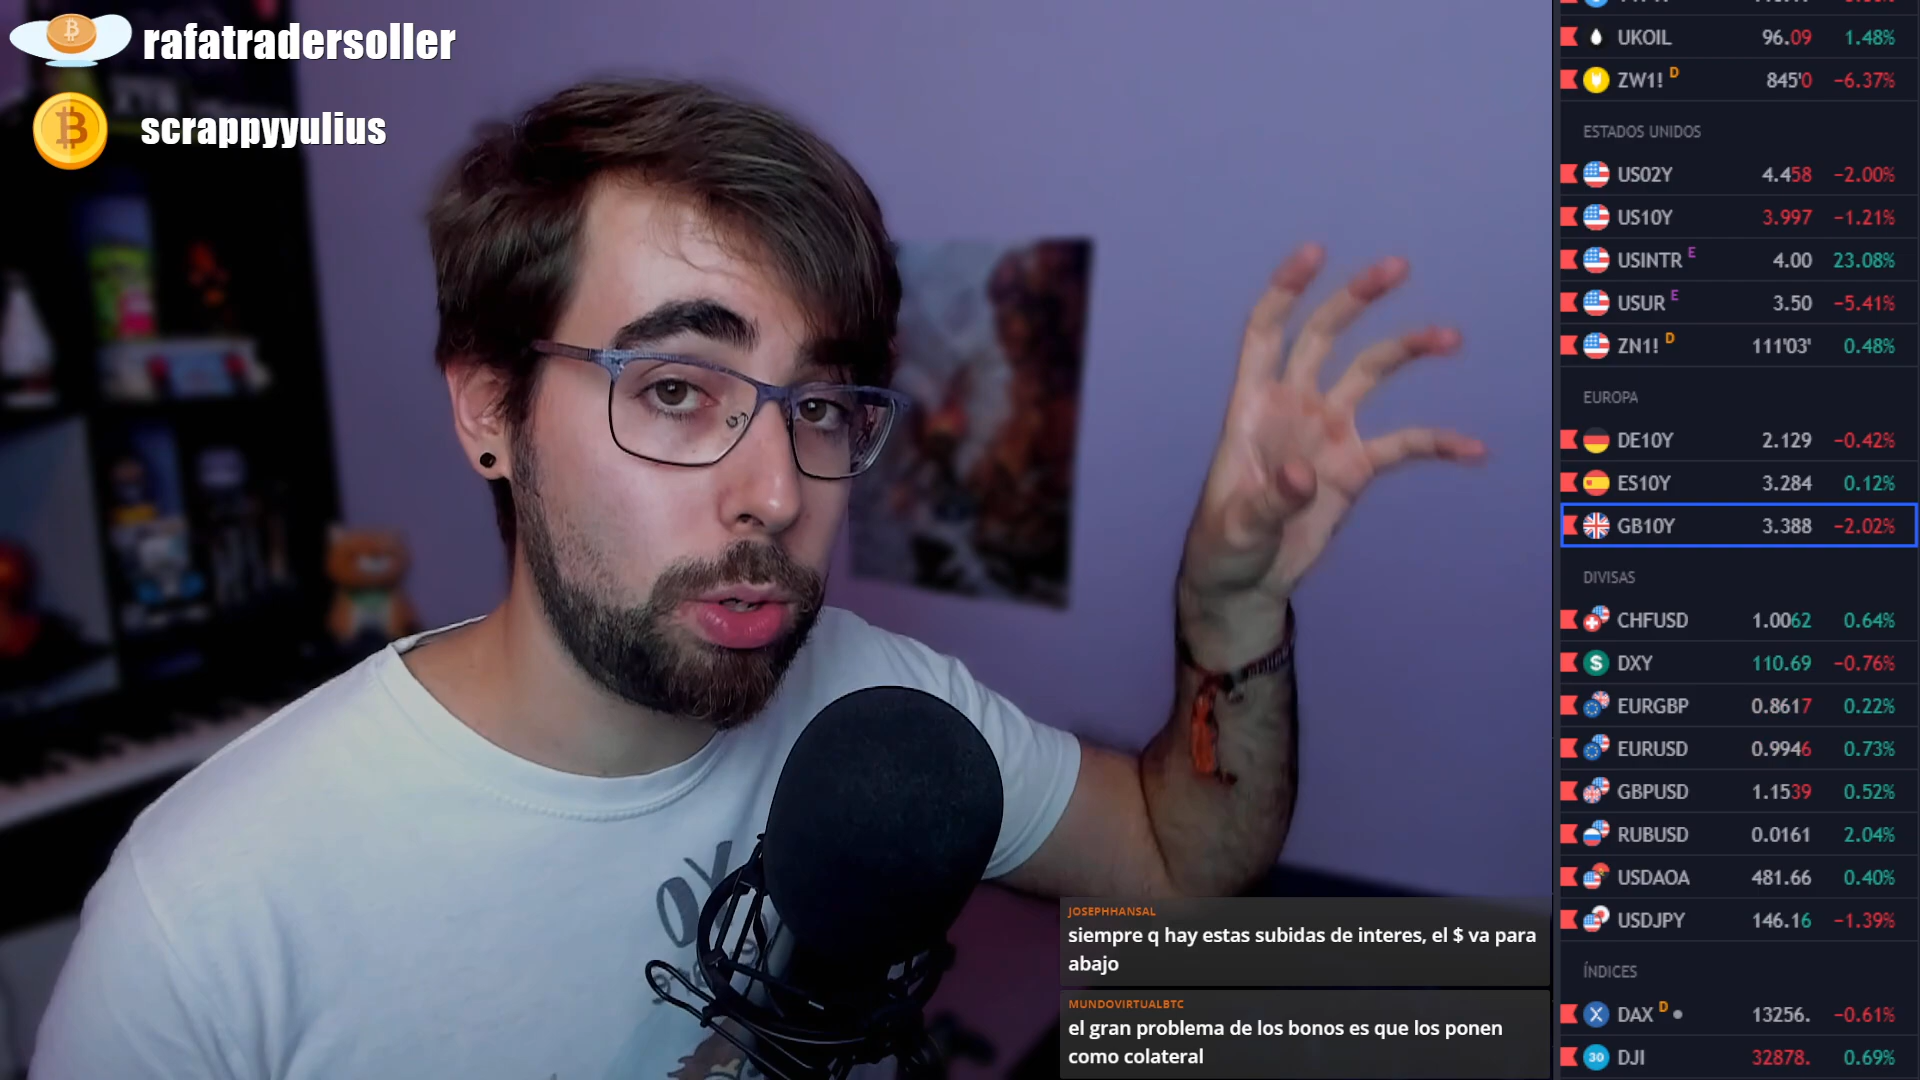 rafatradersoller
scrappyyulius
UKOIL 96.09 1.48%
ZW1! D 845'0 −6.37%
ESTADOS UNIDOS
US02Y 4.458 −2.00%
US10Y 3.997 −1.21%
USINTR E 4.00 23.08%
USUR E 3.50 −5.41%
ZN1! D 111'03' 0.48%
EUROPA
DE10Y 2.129 −0.42%
ES10Y 3.284 0.12%
GB10Y 3.388 −2.02%
DIVISAS
CHFUSD 1.0062 0.64%
DXY 110.69 −0.76%
EURGBP 0.8617 0.22%
EURUSD 0.9946 0.73%
GBPUSD 1.1539 0.52%
RUBUSD 0.0161 2.04%
USDAOA 481.66 0.40%
USDJPY 146.16 −1.39%
ÍNDICES
DAX D 13256. −0.61%
30 DJI 32878. 0.69%
JOSEPHHANSAL
siempre q hay estas subidas de interes, el $ va para
abajo
MUNDOVIRTUALBTC
el gran problema de los bonos es que los ponen
como colateral